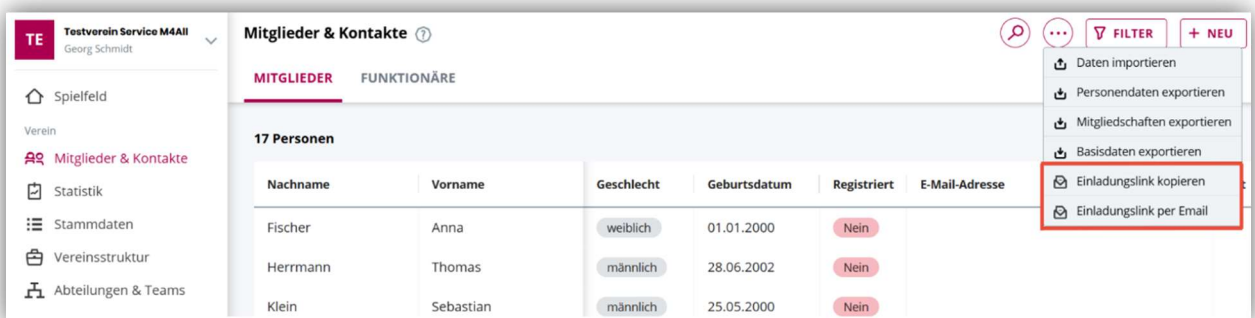 TE
Testverein Service M4All
Georg Schmidt
Spielfeld
Verein
Mitglieder & Kontakte
Statistik
Stammdaten
Vereinsstruktur
Abteilungen & Teams
Mitglieder & Kontakte ?
FILTER
+ NEU
MITGLIEDER FUNKTIONÄRE
Daten importieren
Personendaten exportieren
Mitgliedschaften exportieren
Basisdaten exportieren
Einladungslink kopieren
Einladungslink per Email
17 Personen
Nachname Vorname Geschlecht Geburtsdatum Registriert E-Mail-Adresse
Fischer Anna weiblich 01.01.2000 Nein
Herrmann Thomas männlich 28.06.2002 Nein
Klein Sebastian männlich 25.05.2000 Nein